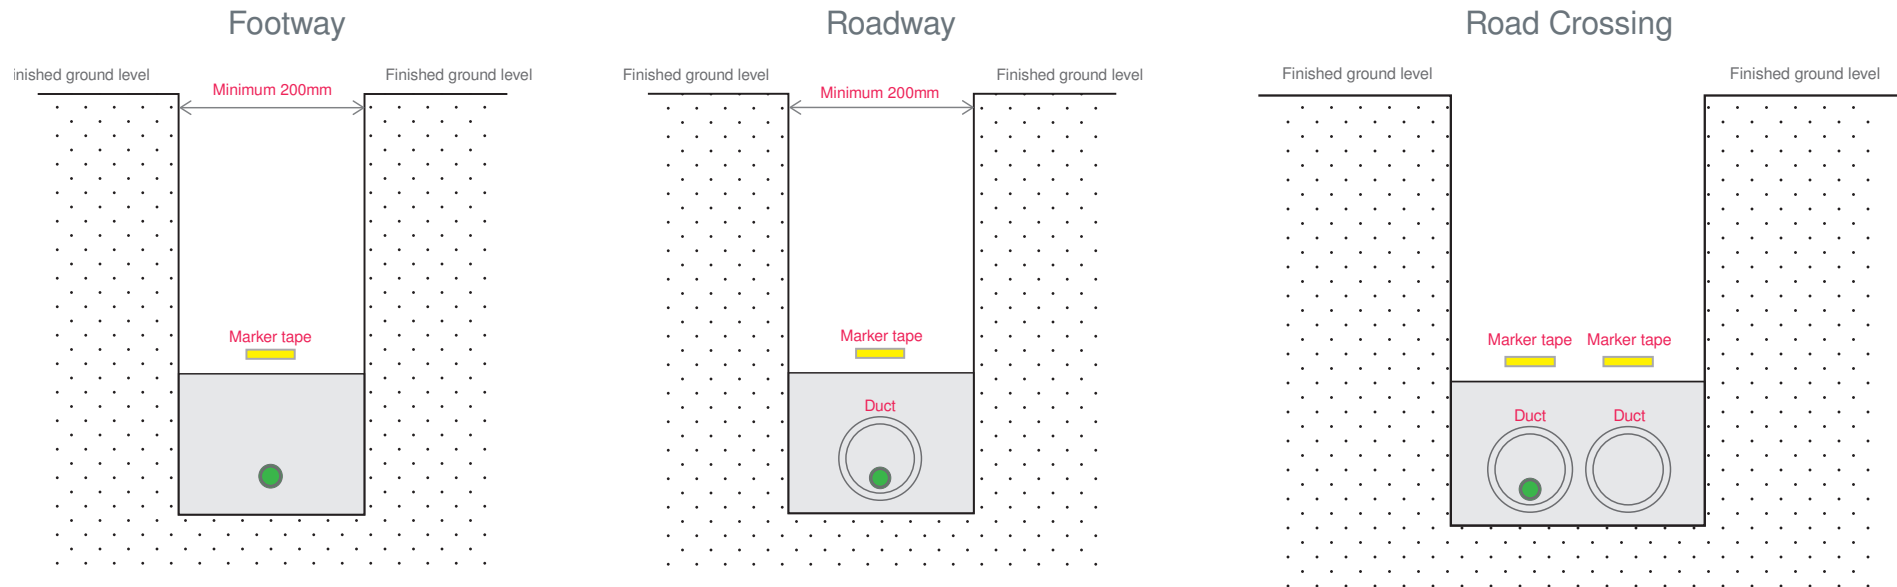 Footway
Roadway
Road Crossing
inished ground level
Finished ground level
Finished ground level
Finished ground level
Finished ground level
Finished ground level
Minimum 200mm
Minimum 200mm
Marker tape
Marker tape
Marker tape
Marker tape
Duct
Duct
Duct